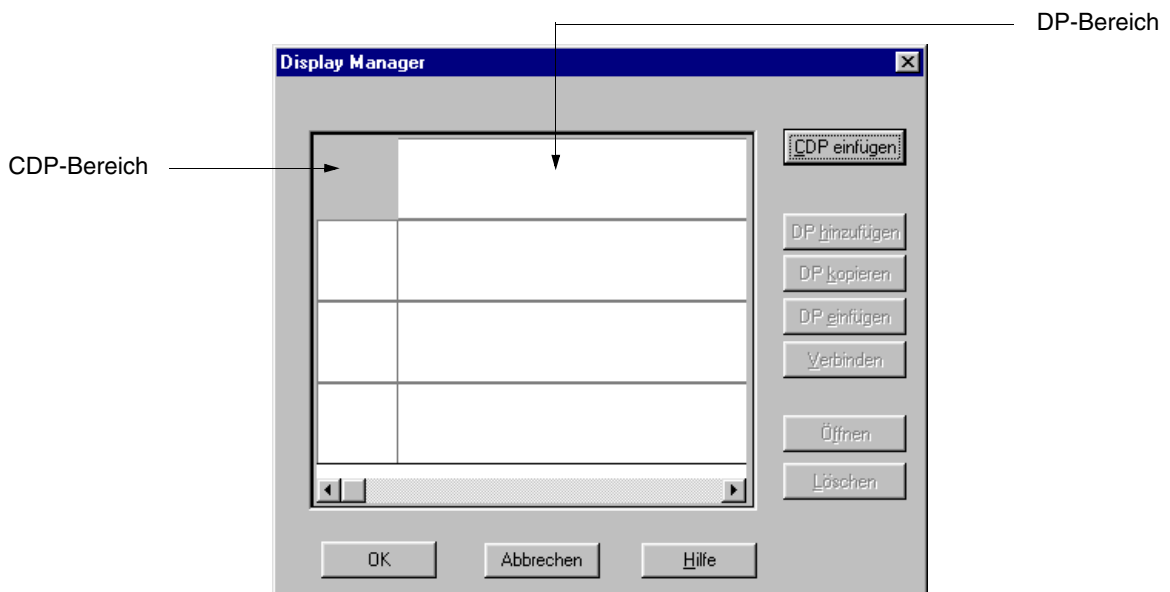 DP-Bereich
Display Manager
CDP-Bereich
CDP einfügen
DP hinzufügen
DP kopieren
DP einfügen
Verbinden
Öffnen
Löschen
OK
Abbrechen
Hilfe